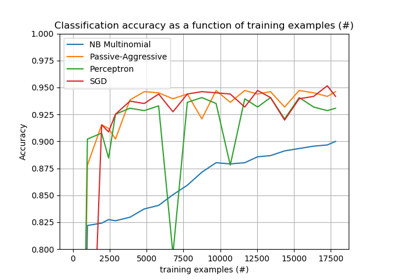 Classification accuracy as a function of training examples (#)
1.000
0.975
0.950
0.925
0.900
0.875
0.850
0.825
0.800
Accuracy
NB Multinomial
Passive-Aggressive
Perceptron
SGD
0 2500 5000 7500 10000 12500 15000 17500
training examples (#)